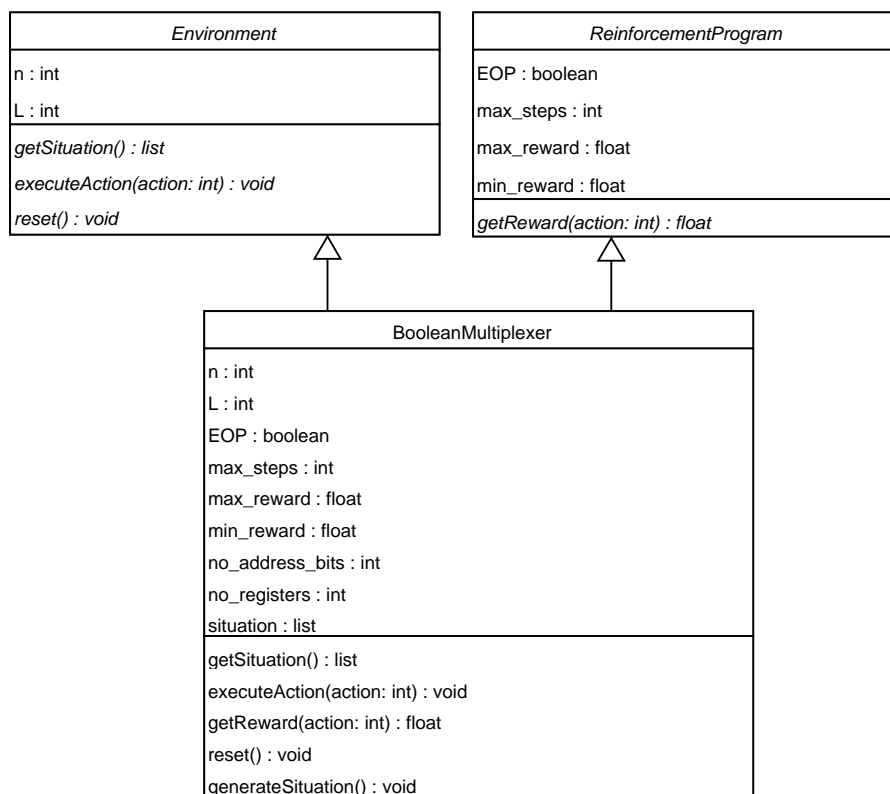 Environment
n : int
L : int
getSituation() : list
executeAction(action: int) : void
reset() : void
ReinforcementProgram
EOP : boolean
max_steps : int
max_reward : float
min_reward : float
getReward(action: int) : float
BooleanMultiplexer
n : int
L : int
EOP : boolean
max_steps : int
max_reward : float
min_reward : float
no_address_bits : int
no_registers : int
situation : list
getSituation() : list
executeAction(action: int) : void
getReward(action: int) : float
reset() : void
generateSituation() : void